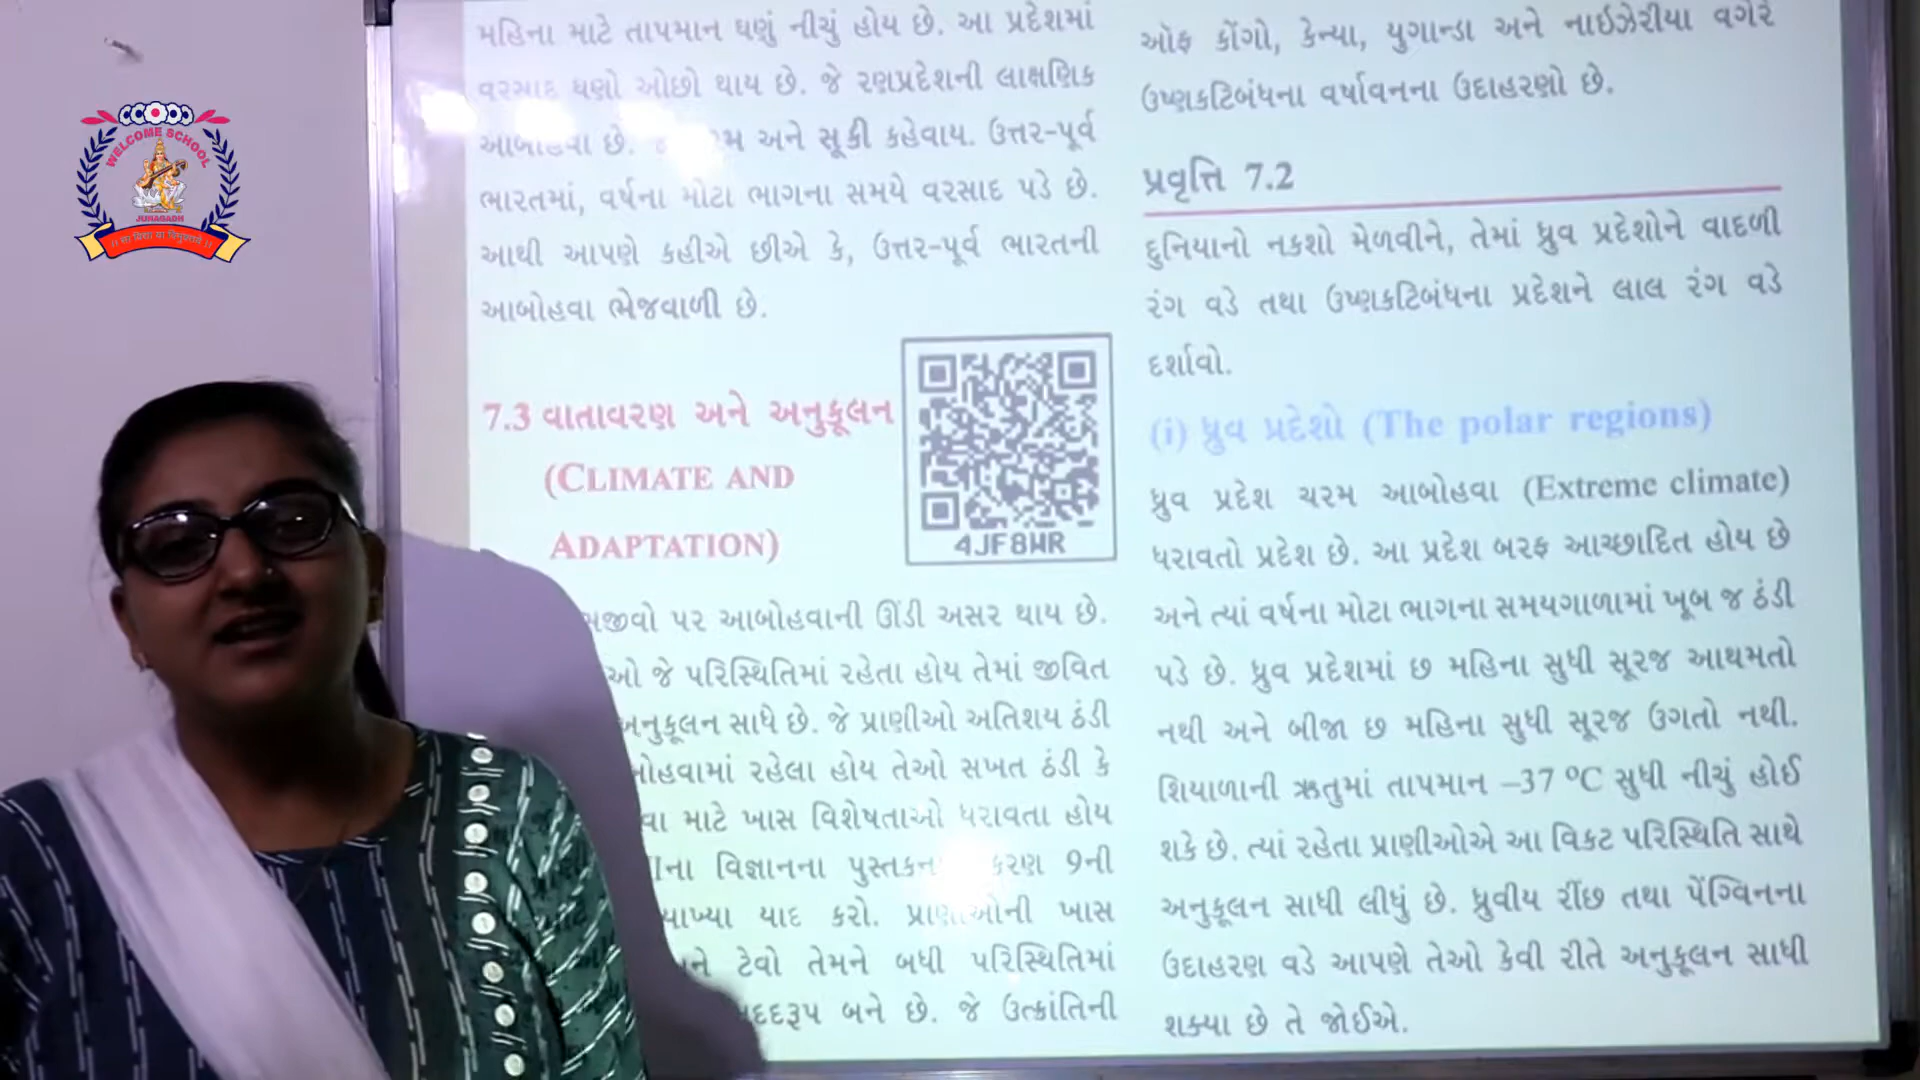 WELCOME SCHOOL
JUNAGADH
|| सा विद्या या विमुक्तये ||
મહિના માટે તાપમાન ઘણું નીચું હોય છે. આ પ્રદેશમાં
વરસાદ ઘણો ઓછો થાય છે. જે રણપ્રદેશની લાક્ષણિક
આબોહવા છે. અને સૂકી કહેવાય. ઉત્તર-પૂર્વ
ભારતમાં, વર્ષના મોટા ભાગના સમયે વરસાદ પડે છે.
આથી આપણે કહીએ છીએ કે, ઉત્તર-પૂર્વ ભારતની
આબોહવા ભેજવાળી છે.
7.3 વાતાવરણ અને અનુકૂલન
(CLIMATE AND
ADAPTATION)
4JF8WR
પર આબોહવાની ઊંડી અસર થાય છે.
જે પરિસ્થિતિમાં રહેતા હોય તેમાં જીવિત
અનુકૂલન સાધે છે. જે પ્રાણીઓ અતિશય ઠંડી
રહેલા હોય તેઓ સખત ઠંડી કે
માટે ખાસ વિશેષતાઓ ધરાવતા હોય
વિજ્ઞાનના 9ની
યાદ કરો. પ્રાણીઓની ખાસ
ટેવો તેમને બધી પરિસ્થિતિમાં
બને છે. જે ઉત્ક્રાંતિની
ઑફ કોંગો, કેન્યા, યુગાન્ડા અને નાઈઝેરીયા વગેરે
ઉષ્ણકટિબંધના વર્ષાવનના ઉદાહરણો છે.
પ્રવૃત્તિ 7.2
દુનિયાનો નકશો મેળવીને, તેમાં ધ્રુવ પ્રદેશોને વાદળી
રંગ વડે તથા ઉષ્ણકટિબંધના પ્રદેશને લાલ રંગ વડે
દર્શાવો.
(i) ધ્રુવ પ્રદેશો (The polar regions)
ધ્રુવ પ્રદેશ ચરમ આબોહવા (Extreme climate)
ધરાવતો પ્રદેશ છે. આ પ્રદેશ બરફ આચ્છાદિત હોય છે
અને ત્યાં વર્ષના મોટા ભાગના સમયગાળામાં ખૂબ જ ઠંડી
પડે છે. ધ્રુવ પ્રદેશમાં છ મહિના સુધી સૂરજ આથમતો
નથી અને બીજા છ મહિના સુધી સૂરજ ઉગતો નથી.
શિયાળાની ઋતુમાં તાપમાન –37 °C સુધી નીચું હોઈ
શકે છે. ત્યાં રહેતા પ્રાણીઓએ આ વિકટ પરિસ્થિતિ સાથે
અનુકૂલન સાધી લીધું છે. ધ્રુવીય રીંછ તથા પેંગ્વિનના
ઉદાહરણ વડે આપણે તેઓ કેવી રીતે અનુકૂલન સાધી
શક્યા છે તે જોઈએ.